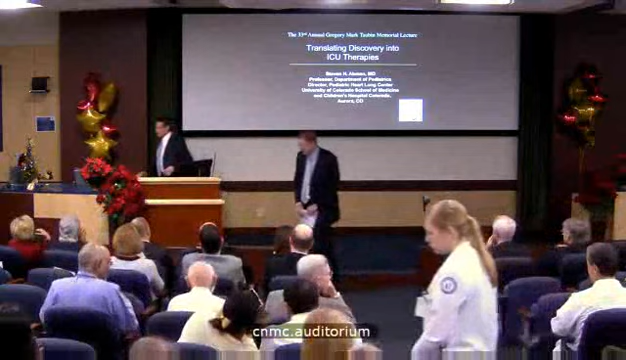 The 33rd Annual Gregory Mark Taubin Memorial Lecture
Translating Discovery into
ICU Therapies
Steven H. Abman, MD
Professor, Department of Pediatrics
Director, Pediatric Heart Lung Center
University of Colorado School of Medicine
and Children's Hospital Colorado,
Aurora, CO
cnmc.auditorium